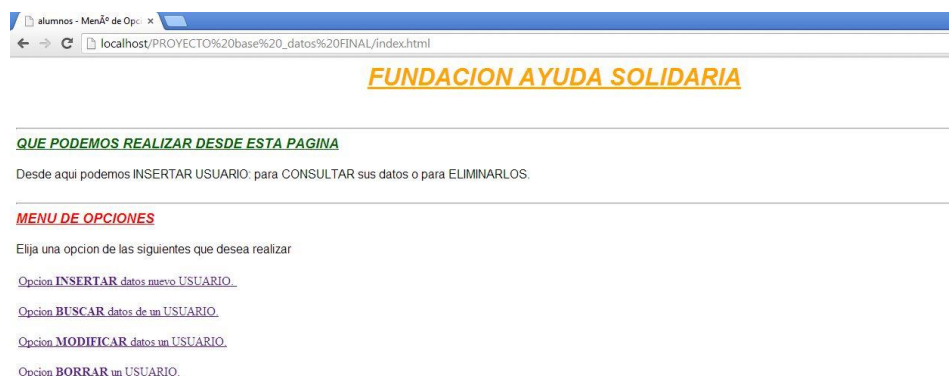 alumnos - MenÃº de Opci
localhost/PROYECTO%20base%20_datos%20FINAL/index.html
FUNDACION AYUDA SOLIDARIA
QUE PODEMOS REALIZAR DESDE ESTA PAGINA
Desde aqui podemos INSERTAR USUARIO: para CONSULTAR sus datos o para ELIMINARLOS.
MENU DE OPCIONES
Elija una opcion de las siguientes que desea realizar
Opcion INSERTAR datos nuevo USUARIO.
Opcion BUSCAR datos de un USUARIO.
Opcion MODIFICAR datos un USUARIO.
Opcion BORRAR un USUARIO.